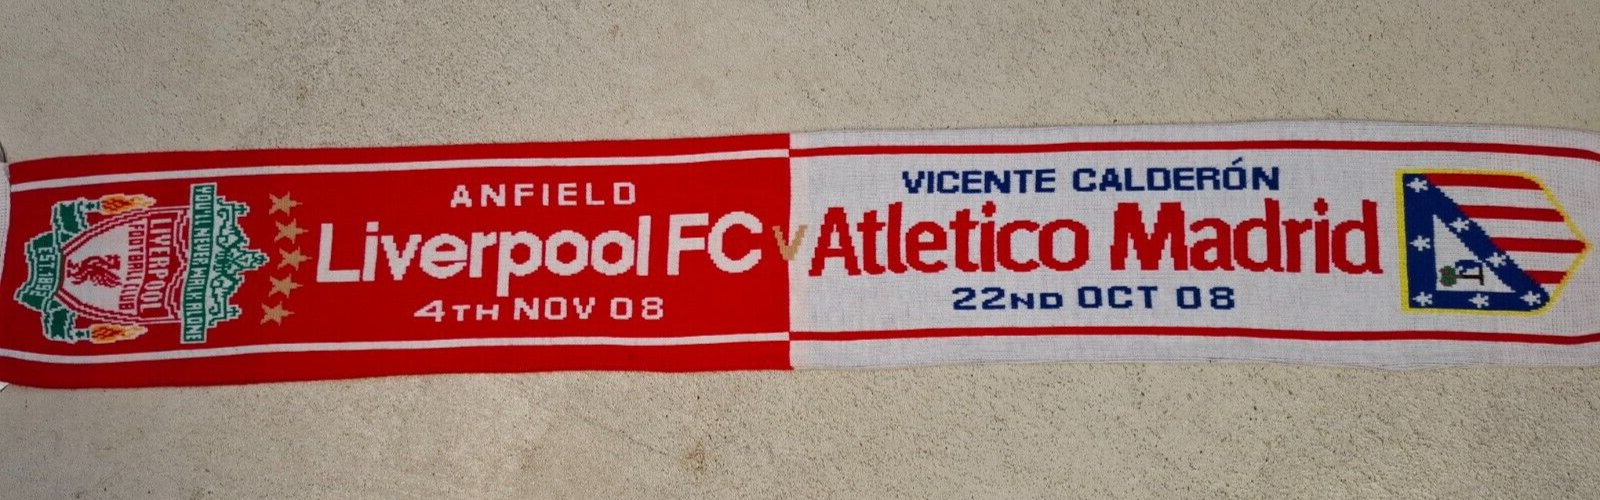 ANFIELD
Liverpool FC v Atletico Madrid
4TH NOV 08
VICENTE CALDERÓN
22ND OCT 08
YOU'LL NEVER WALK ALONE
LIVERPOOL
FOOTBALL CLUB
EST·1892